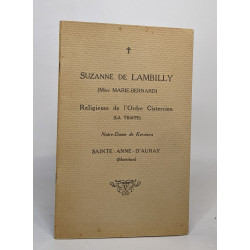 SUZANNE DE LAMBILLY
(Mère MARIE-BERNARD)
Religieuse de l'Ordre Cistercien
(LA TRAPPE)
Notre-Dame de Kervonen
SAINTE-ANNE-D'AURAY
(Morbihan)